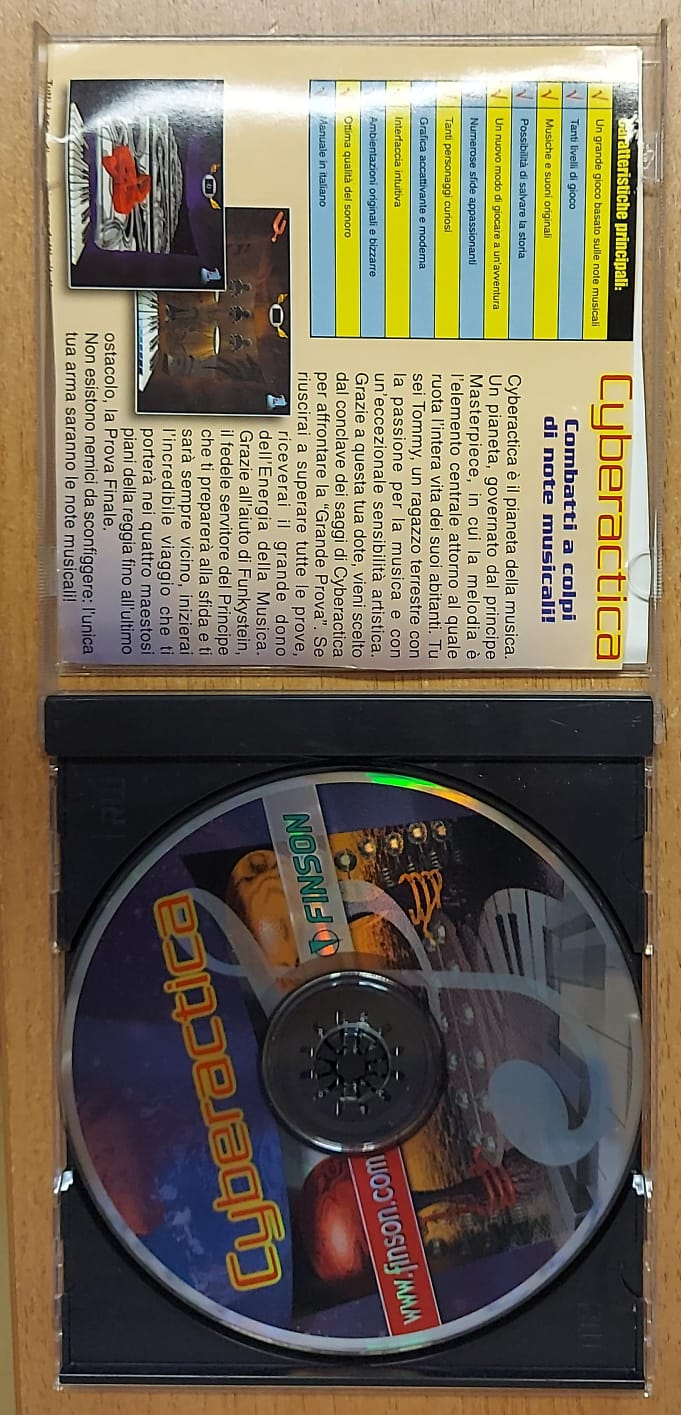 Caratteristiche principali:
Un grande gioco basato sulle note musicali
Tanti livelli di gioco
Musiche e suoni originali
Possibilità di salvare la storia
Un nuovo modo di giocare a un'avventura
Numerose sfide appassionanti
Tanti personaggi curiosi
Grafica accattivante e moderna
Interfaccia intuitiva
Ambientazioni originali e bizzarre
Ottima qualità del sonoro
Manuale in italiano
Cyberactica
Combatti a colpi
di note musicali!
Cyberactica è il pianeta della musica.
Un pianeta, governato dal principe
Masterpiece, in cui la melodia è
l'elemento centrale attorno al quale
ruota l'intera vita dei suoi abitanti. Tu
sei Tommy, un ragazzo terrestre con
la passione per la musica e con
un'eccezionale sensibilità artistica.
Grazie a questa tua dote, vieni scelto
dal conclave dei saggi di Cyberactica
per affrontare la "Grande Prova". Se
riuscirai a superare tutte le prove,
riceverai il grande dono
dell'Energia della Musica.
Grazie all'aiuto di Funkystein,
il fedele servitore del Principe
che ti preparerà alla sfida e ti
sarà sempre vicino, inizierai
l'incredibile viaggio che ti
porterà nei quattro maestosi
piani della reggia fino all'ultimo
ostacolo, la Prova Finale.
Non esistono nemici da sconfiggere: l'unica
tua arma saranno le note musicali!
FINSON
www.finson.com
Cyberactica